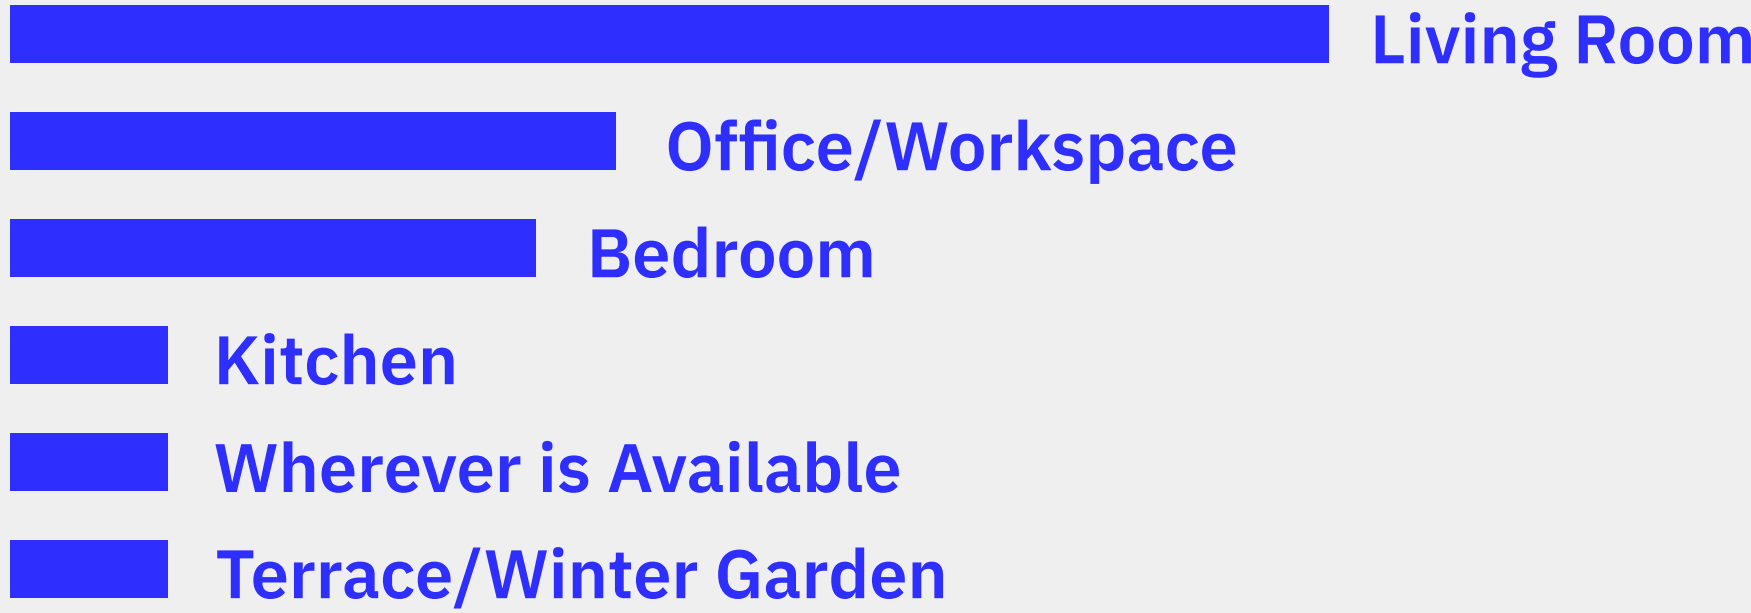 Living Room
Office/Workspace
Bedroom
Kitchen
Wherever is Available
Terrace/Winter Garden